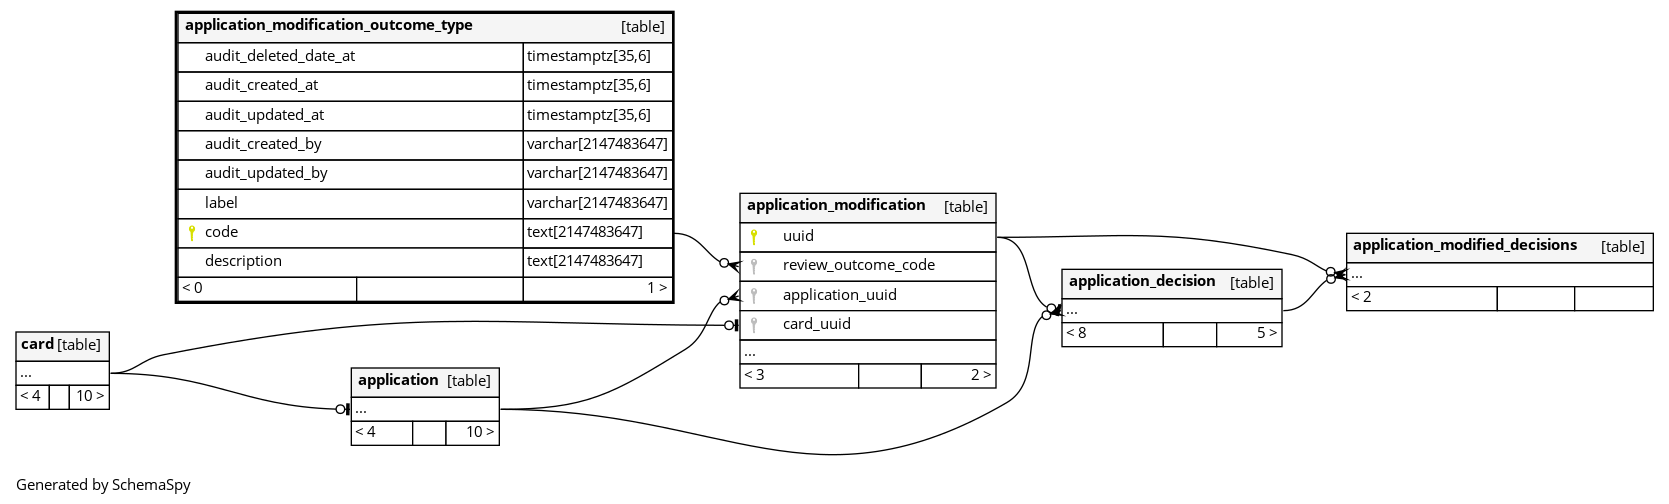 application_modification_outcome_type [table]
audit_deleted_date_at timestamptz[35,6]
audit_created_at timestamptz[35,6]
audit_updated_at timestamptz[35,6]
audit_created_by varchar[2147483647]
audit_updated_by varchar[2147483647]
label varchar[2147483647]
code text[2147483647]
description text[2147483647]
< 0 1 >
application_modification [table]
uuid
review_outcome_code
application_uuid
card_uuid
...
< 3 2 >
application_modified_decisions [table]
...
< 2
application_decision [table]
...
< 8 5 >
card [table]
...
< 4 10 >
application [table]
...
< 4 10 >
Generated by SchemaSpy